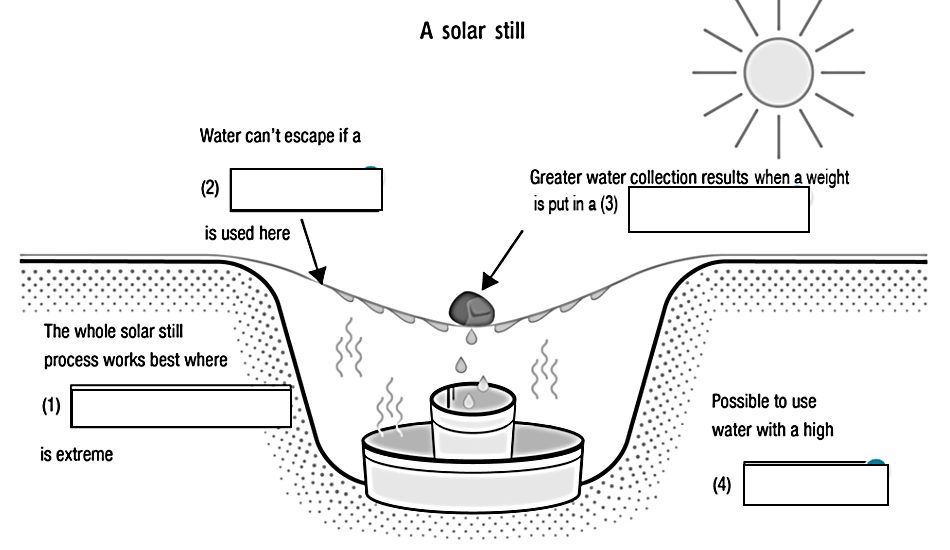 A solar still
Water can't escape if a
(2)
is used here
Greater water collection results when a weight
is put in a (3)
The whole solar still
process works best where
(1)
is extreme
Possible to use
water with a high
(4)